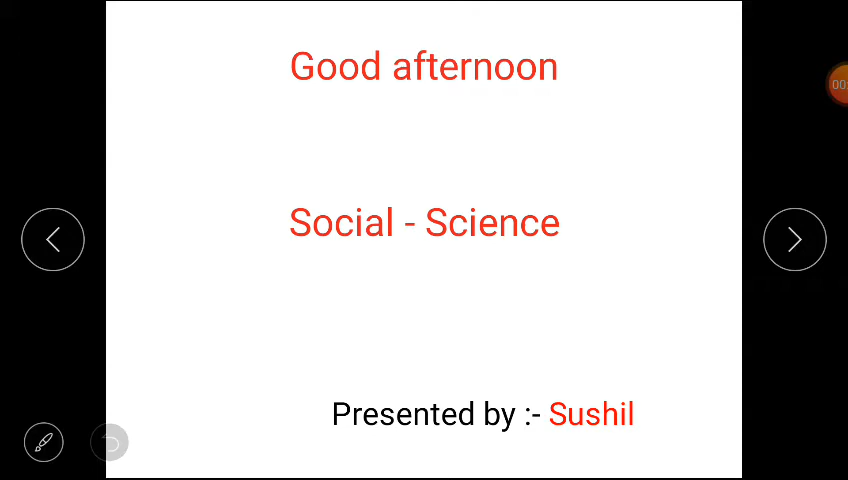 Good afternoon
Social - Science
Presented by :- Sushil